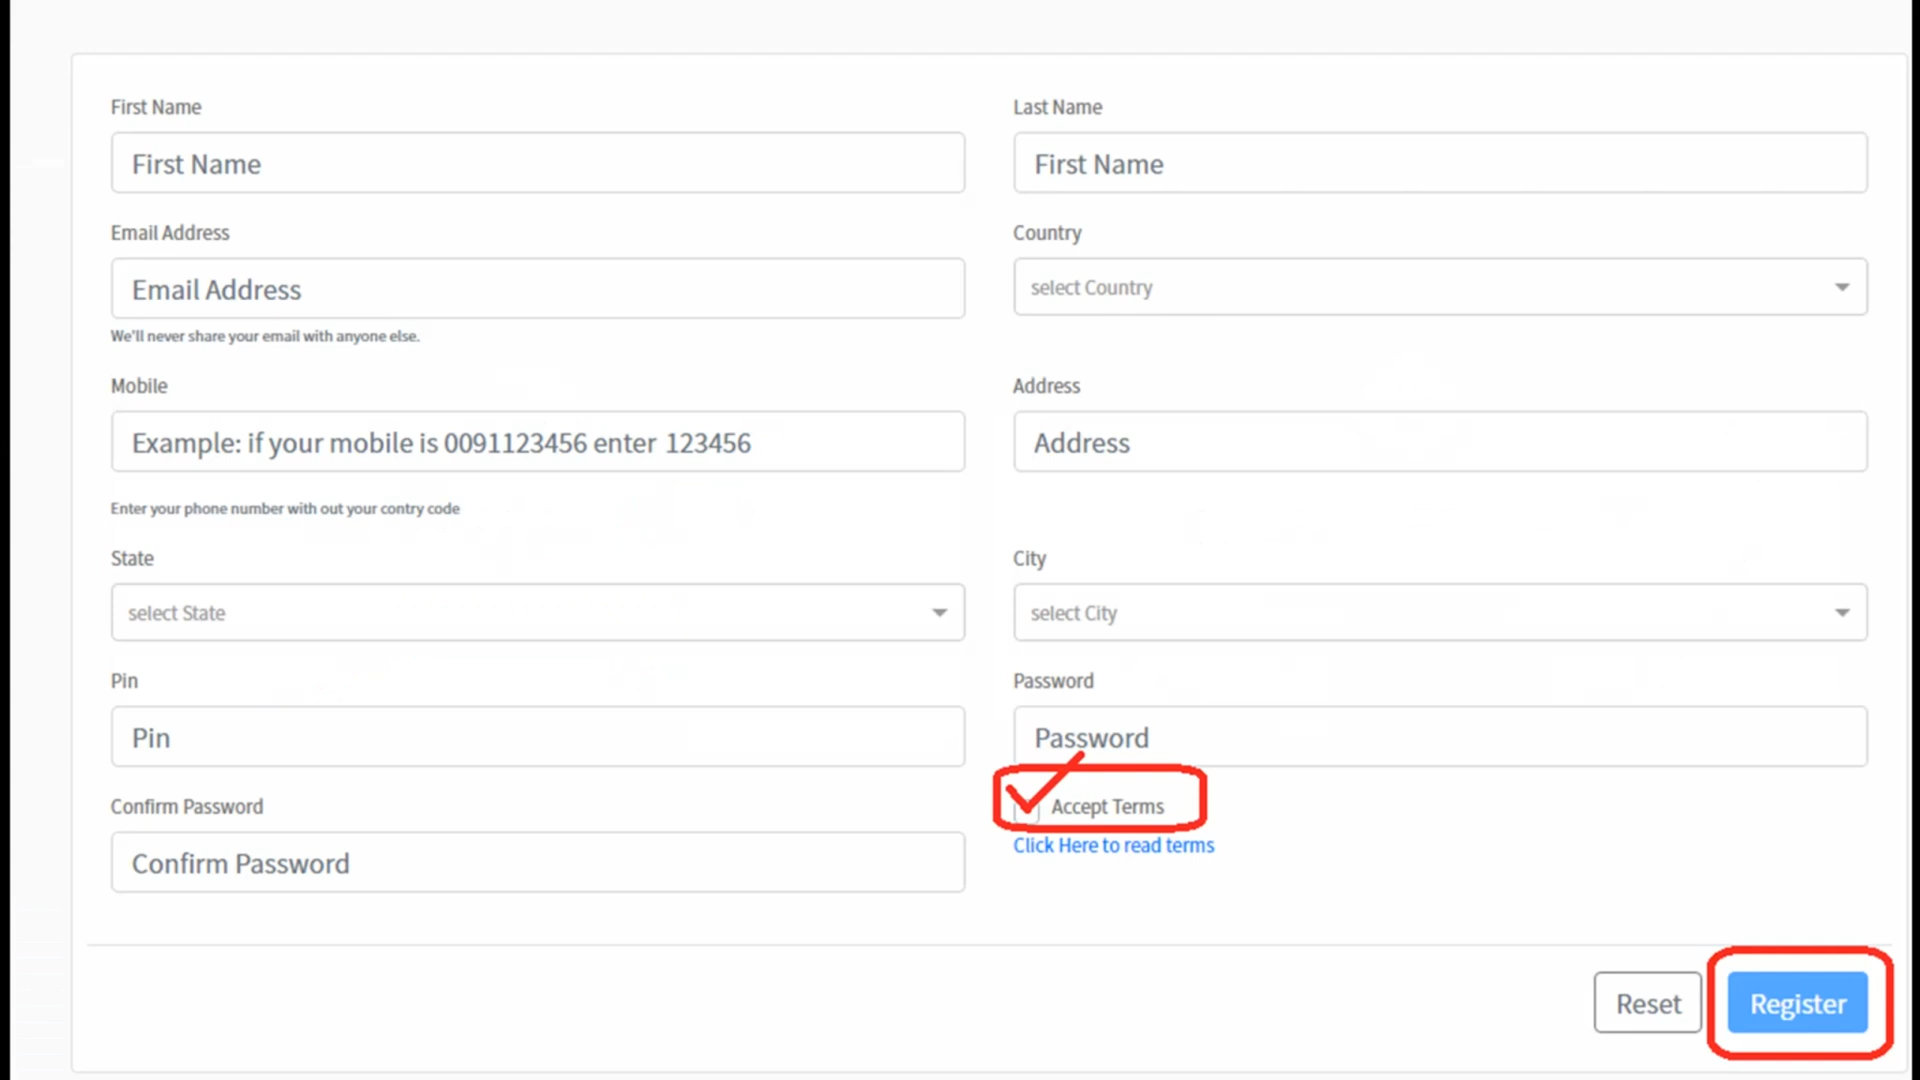 First Name
Last Name
First Name
First Name
Email Address
Country
Email Address
select Country
We'll never share your email with anyone else.
Mobile
Address
Example: if your mobile is 0091123456 enter 123456
Address
Enter your phone number with out your contry code
State
City
select State
select City
Pin
Password
Pin
Password
Confirm Password
Accept Terms
Click Here to read terms
Confirm Password
Reset
Register